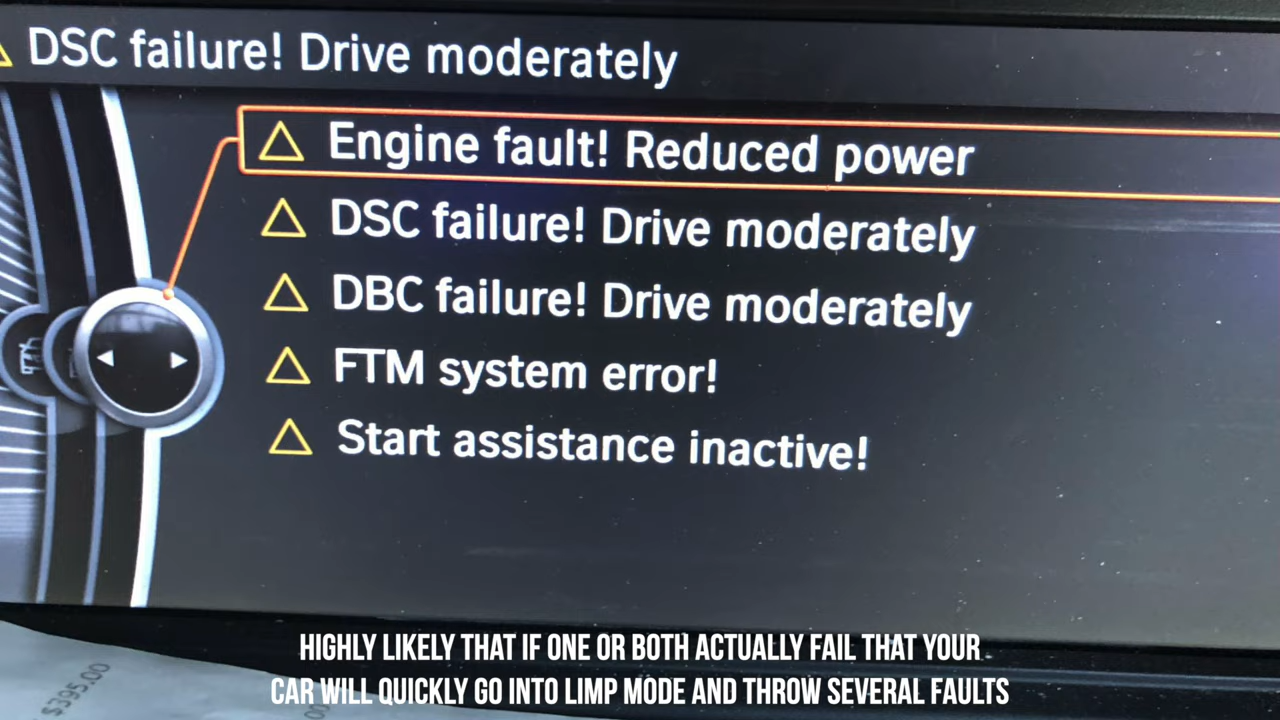 DSC failure! Drive moderately
Engine fault! Reduced power
DSC failure! Drive moderately
DBC failure! Drive moderately
FTM system error!
Start assistance inactive!
$395.00
HIGHLY LIKELY THAT IF ONE OR BOTH ACTUALLY FAIL THAT YOUR
CAR WILL QUICKLY GO INTO LIMP MODE AND THROW SEVERAL FAULTS